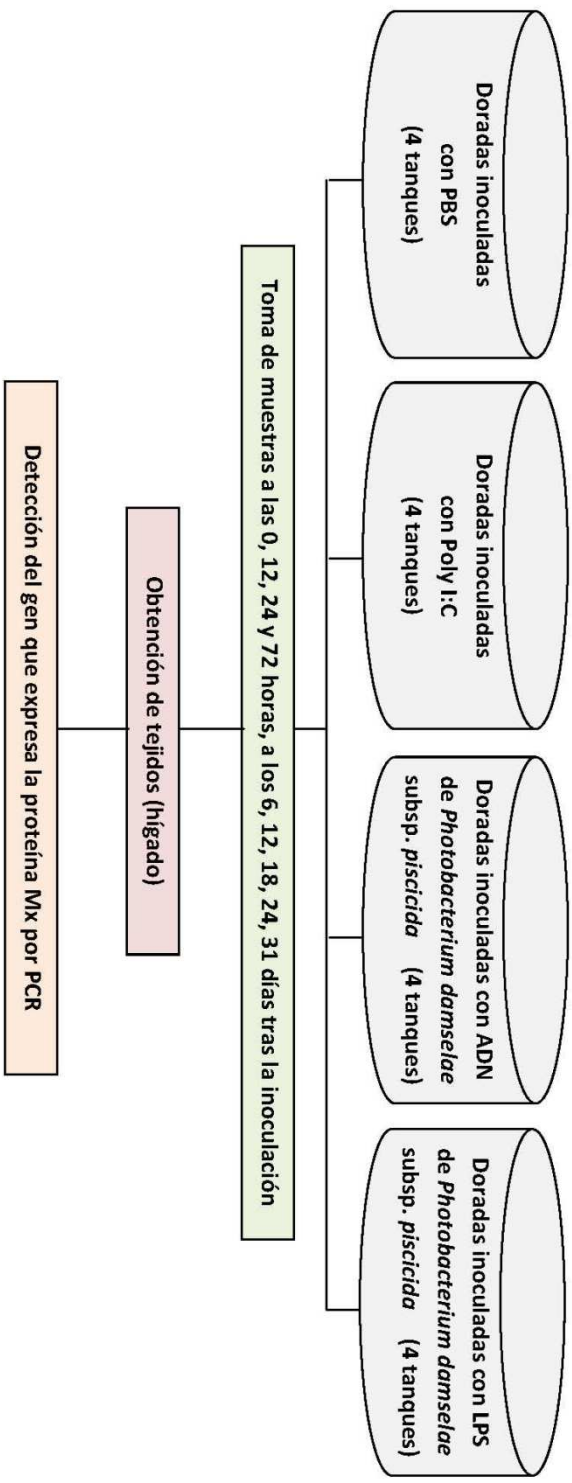 Doradas inoculadas
con PBS
(4 tanques)
Doradas inoculadas
con Poly I:C
(4 tanques)
Doradas inoculadas con ADN
de Photobacterium damselae
subsp. piscicida (4 tanques)
Doradas inoculadas con LPS
de Photobacterium damselae
subsp. piscicida (4 tanques)
Toma de muestras a las 0, 12, 24 y 72 horas, a los 6, 12, 18, 24, 31 días tras la inoculación
Obtención de tejidos (hígado)
Detección del gen que expresa la proteína Mx por PCR